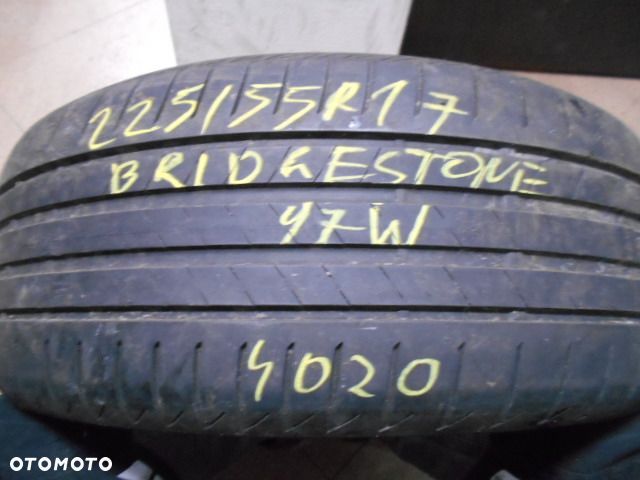 225/55R17
BRIDGESTONE
97W
4020
OTOMOTO